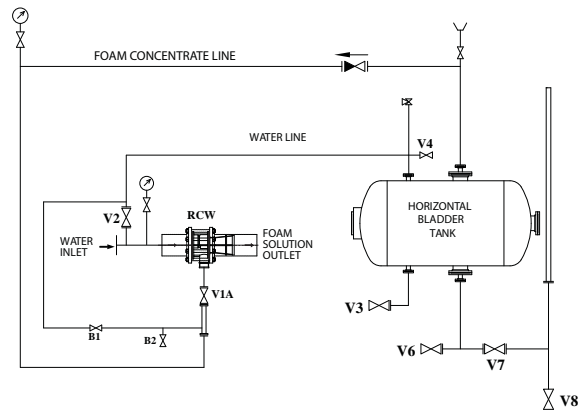 FOAM CONCENTRATE LINE
WATER LINE
V4
RCW
V2
HORIZONTAL
BLADDER
TANK
WATER
INLET
FOAM
SOLUTION
OUTLET
V1A
V3
B1
B2
V6
V7
V8